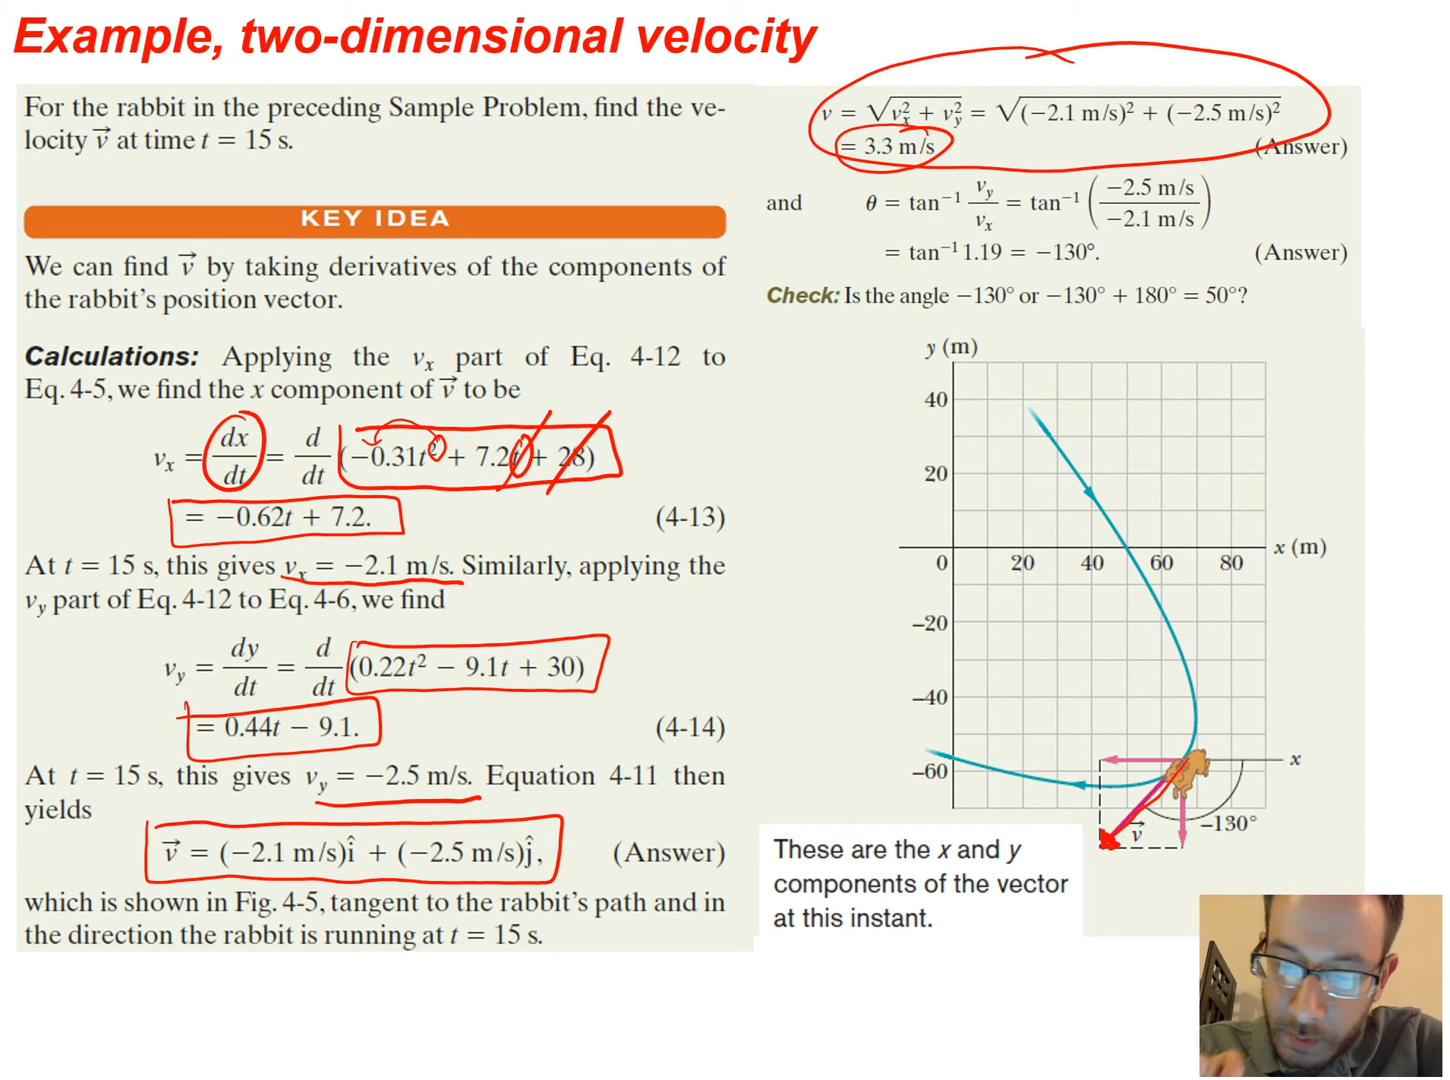 Example, two-dimensional velocity
For the rabbit in the preceding Sample Problem, find the ve-
locity v⃗ at time t = 15 s.
KEY IDEA
We can find v⃗ by taking derivatives of the components of
the rabbit's position vector.
Calculations: Applying the vₓ part of Eq. 4-12 to
Eq. 4-5, we find the x component of v⃗ to be
vₓ = dx/dt = d/dt (−0.31t² + 7.2t + 28)
= −0.62t + 7.2. (4-13)
At t = 15 s, this gives vₓ = −2.1 m/s. Similarly, applying the
v_y part of Eq. 4-12 to Eq. 4-6, we find
v_y = dy/dt = d/dt (0.22t² − 9.1t + 30)
= 0.44t − 9.1. (4-14)
At t = 15 s, this gives v_y = −2.5 m/s. Equation 4-11 then
yields
v⃗ = (−2.1 m/s)î + (−2.5 m/s)ĵ, (Answer)
which is shown in Fig. 4-5, tangent to the rabbit's path and in
the direction the rabbit is running at t = 15 s.
v = √(vₓ² + v_y²) = √((−2.1 m/s)² + (−2.5 m/s)²)
= 3.3 m/s (Answer)
and θ = tan⁻¹ v_y/vₓ = tan⁻¹ (−2.5 m/s / −2.1 m/s)
= tan⁻¹ 1.19 = −130°. (Answer)
Check: Is the angle −130° or −130° + 180° = 50°?
y (m)
40
20
0 20 40 60 80 x (m)
−20
−40
−60
x
v⃗
−130°
These are the x and y
components of the vector
at this instant.